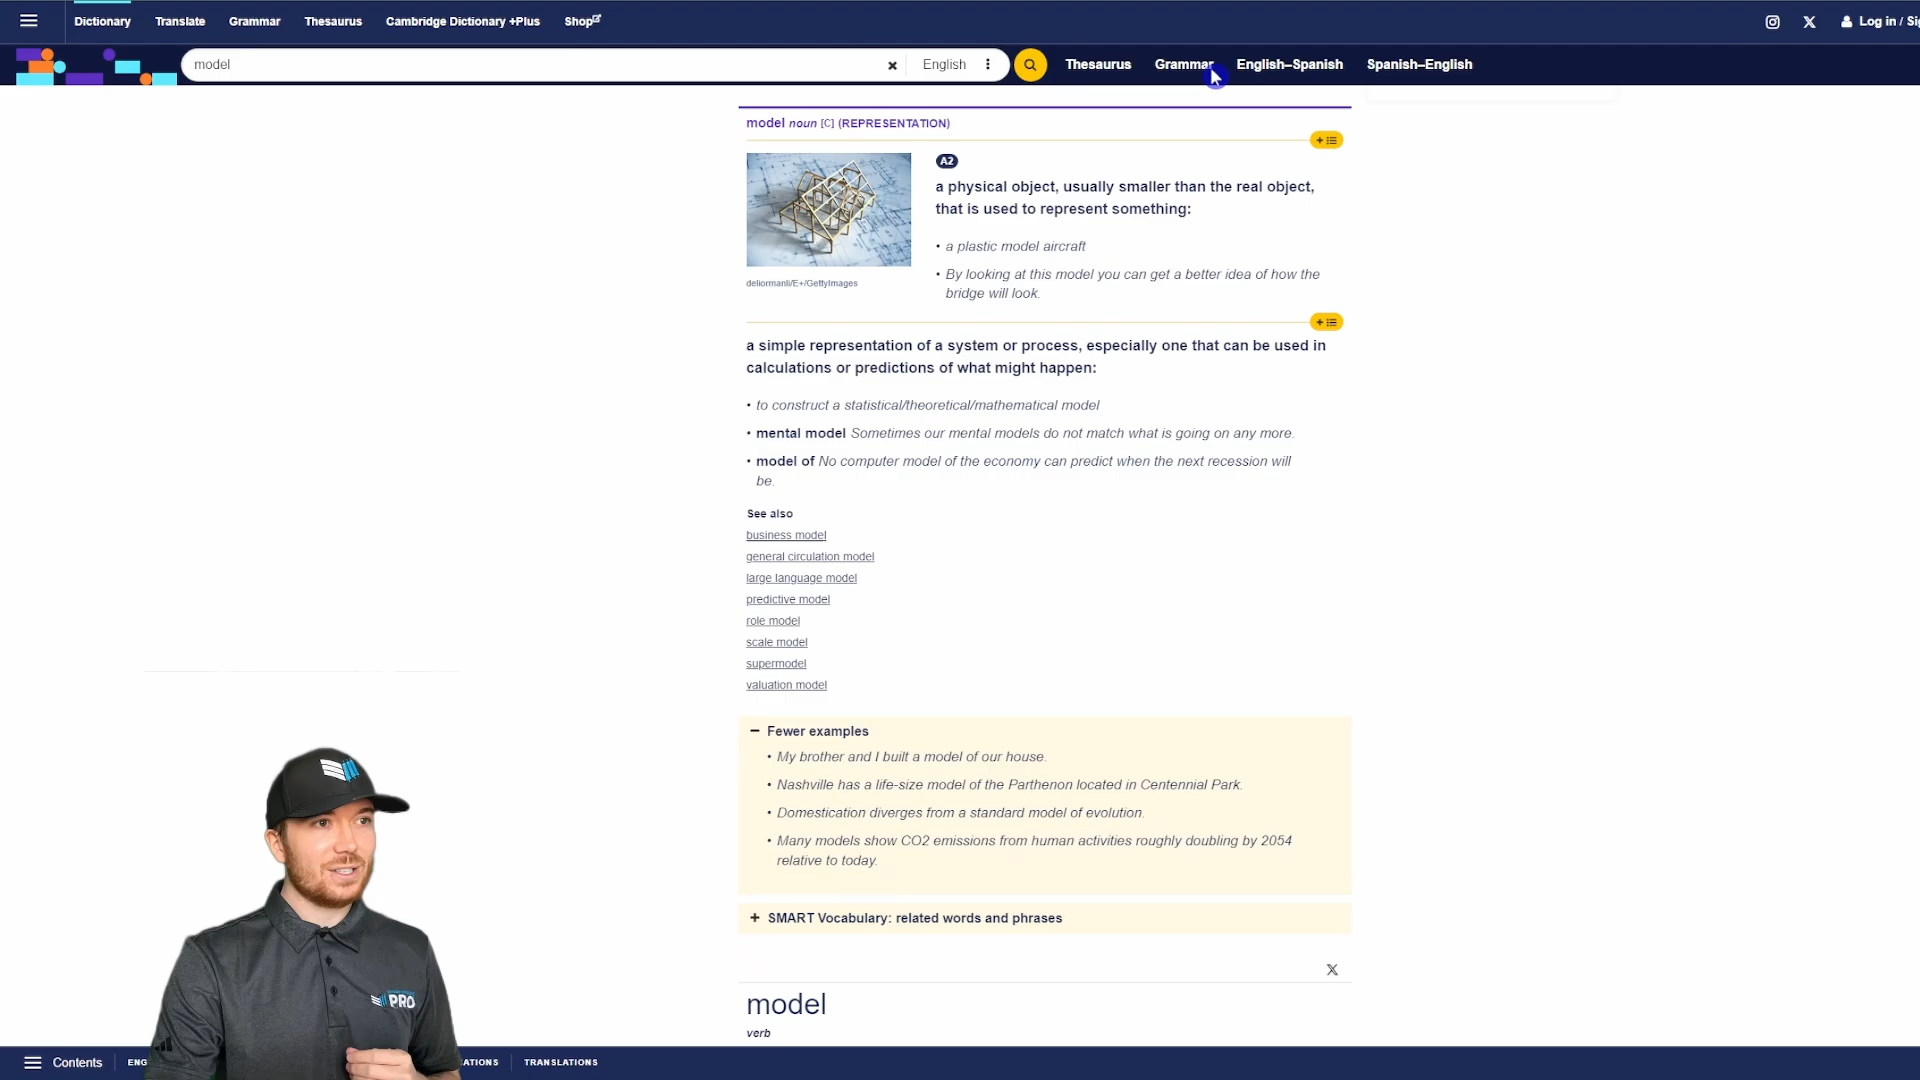 Dictionary Translate Grammar Thesaurus Cambridge Dictionary +Plus Shop Log in / Si
model English Thesaurus Grammar English–Spanish Spanish–English
model noun [C] (REPRESENTATION)
A2
a physical object, usually smaller than the real object,
that is used to represent something:
• a plastic model aircraft
• By looking at this model you can get a better idea of how the
bridge will look.
deliormanli/E+/GettyImages
a simple representation of a system or process, especially one that can be used in
calculations or predictions of what might happen:
• to construct a statistical/theoretical/mathematical model
• mental model Sometimes our mental models do not match what is going on any more.
• model of No computer model of the economy can predict when the next recession will
be.
See also
business model
general circulation model
large language model
predictive model
role model
scale model
supermodel
valuation model
Fewer examples
• My brother and I built a model of our house.
• Nashville has a life-size model of the Parthenon located in Centennial Park.
• Domestication diverges from a standard model of evolution.
• Many models show CO2 emissions from human activities roughly doubling by 2054
relative to today.
SMART Vocabulary: related words and phrases
model
verb
PRO
Contents ENG ATIONS TRANSLATIONS